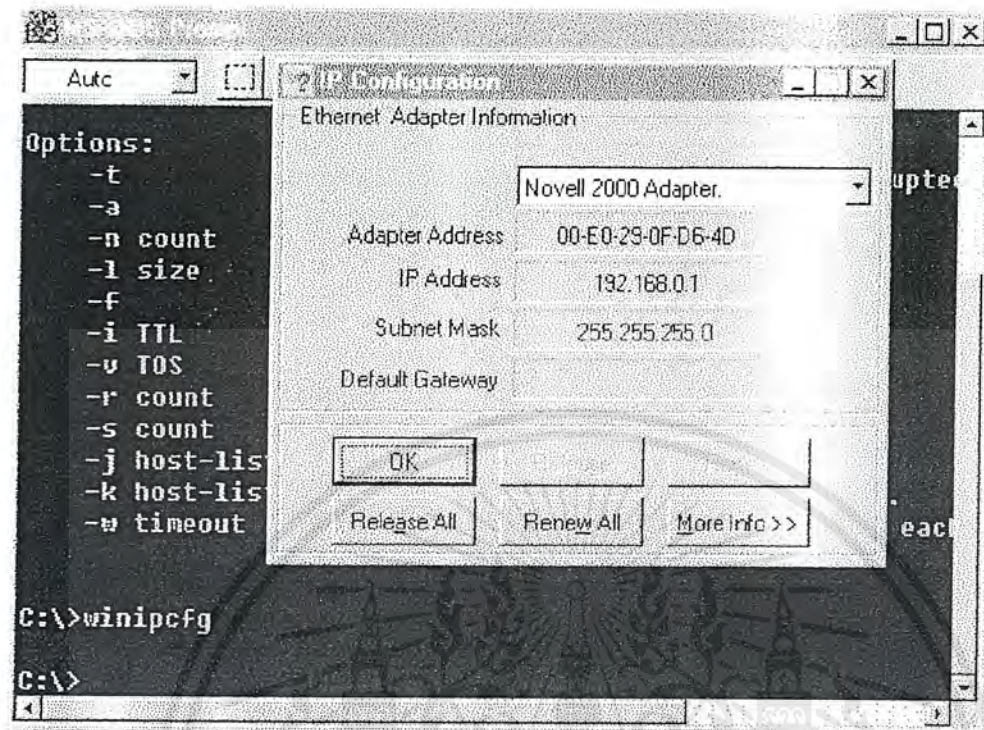 Auto
IP Configuration
Ethernet Adapter Information
Novell 2000 Adapter.
Adapter Address 00-E0-29-0F-D6-4D
IP Address 192.168.0.1
Subnet Mask 255.255.255.0
Default Gateway
OK
Release All Renew All More Info >>
Options:
-t
-a
-n count
-l size
-f
-i TTL
-v TOS
-r count
-s count
-j host-lis
-k host-lis
-w timeout
upte
eac
C:\>winipcfg
C:\>